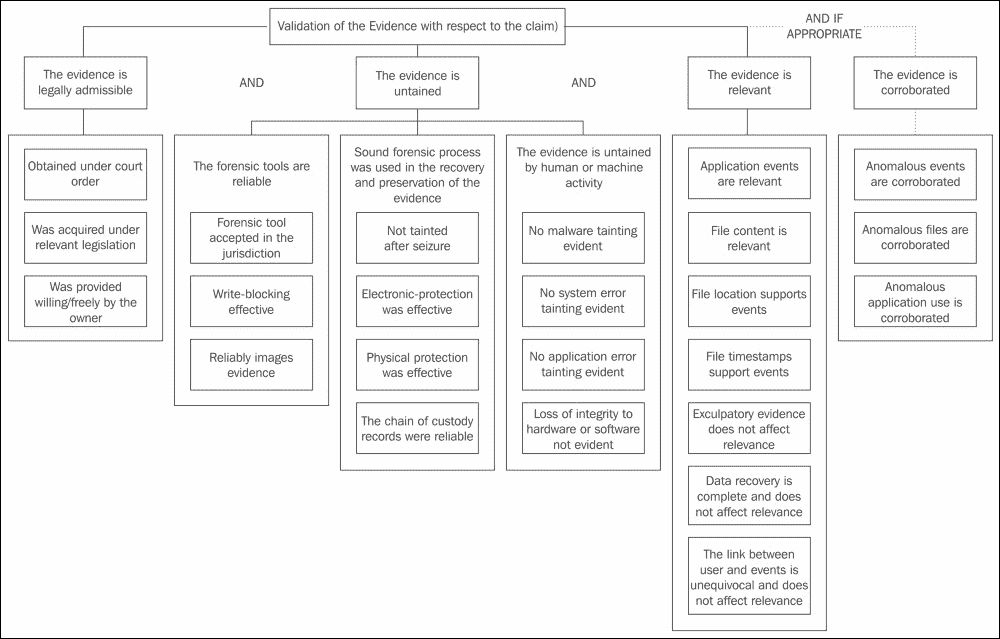 Validation of the Evidence with respect to the claim)
AND IF
APPROPRIATE
The evidence is
legally admissible
AND
The evidence is
untained
AND
The evidence is
relevant
The evidence is
corroborated
Obtained under court
order
Was acquired under
relevant legislation
Was provided
willing/freely by the
owner
The forensic tools are
reliable
Forensic tool
accepted in the
jurisdiction
Write-blocking
effective
Reliably images
evidence
Sound forensic process
was used in the recovery
and preservation of the
evidence
Not tainted
after seizure
Electronic-protection
was effective
Physical protection
was effective
The chain of custody
records were reliable
The evidence is untained
by human or machine
activity
No malware tainting
evident
No system error
tainting evident
No application error
tainting evident
Loss of integrity to
hardware or software
not evident
Application events
are relevant
File content is
relevant
File location supports
events
File timestamps
support events
Exculpatory evidence
does not affect
relevance
Data recovery is
complete and does
not affect relevance
The link between
user and events is
unequivocal and does
not affect relevance
Anomalous events
are corroborated
Anomalous files are
corroborated
Anomalous
application use is
corroborated